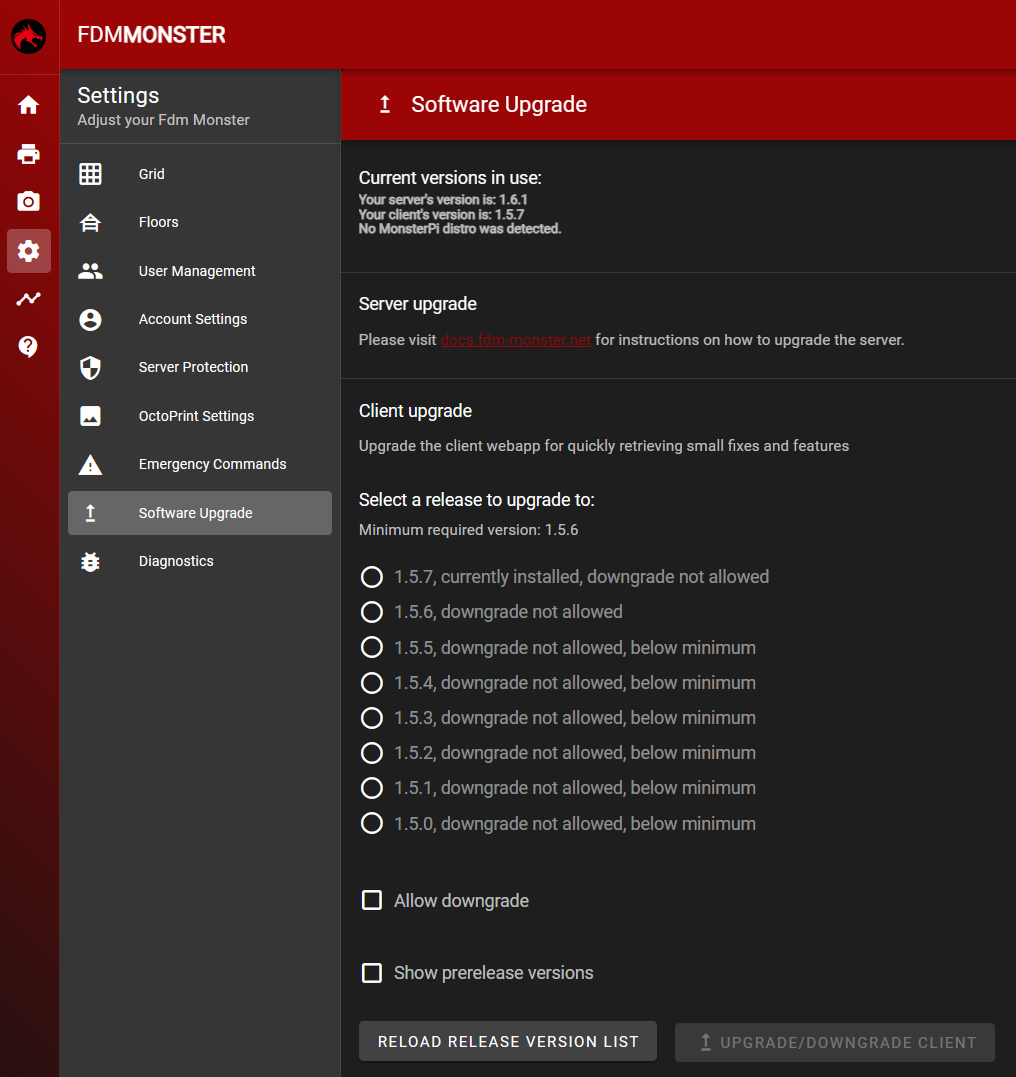 FDMMONSTER
Settings
Adjust your Fdm Monster
Grid
Floors
User Management
Account Settings
Server Protection
OctoPrint Settings
Emergency Commands
Software Upgrade
Diagnostics
Software Upgrade
Current versions in use:
Your server's version is: 1.6.1
Your client's version is: 1.5.7
No MonsterPi distro was detected.
Server upgrade
Please visit docs.fdm-monster.net for instructions on how to upgrade the server.
Client upgrade
Upgrade the client webapp for quickly retrieving small fixes and features
Select a release to upgrade to:
Minimum required version: 1.5.6
1.5.7, currently installed, downgrade not allowed
1.5.6, downgrade not allowed
1.5.5, downgrade not allowed, below minimum
1.5.4, downgrade not allowed, below minimum
1.5.3, downgrade not allowed, below minimum
1.5.2, downgrade not allowed, below minimum
1.5.1, downgrade not allowed, below minimum
1.5.0, downgrade not allowed, below minimum
Allow downgrade
Show prerelease versions
RELOAD RELEASE VERSION LIST
UPGRADE/DOWNGRADE CLIENT